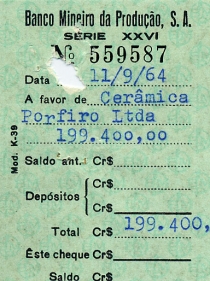 Banco Mineiro da Produção, S. A.
SÉRIE XXVI
Nº 559587
Data 11/9/64
A favor de Cerâmica
Porfiro Ltda
199.400,00
Mod. K-39
Saldo ant. Cr$
Depósitos Cr$
Cr$
Total Cr$ 199.400,
Êste cheque Cr$
Saldo Cr$